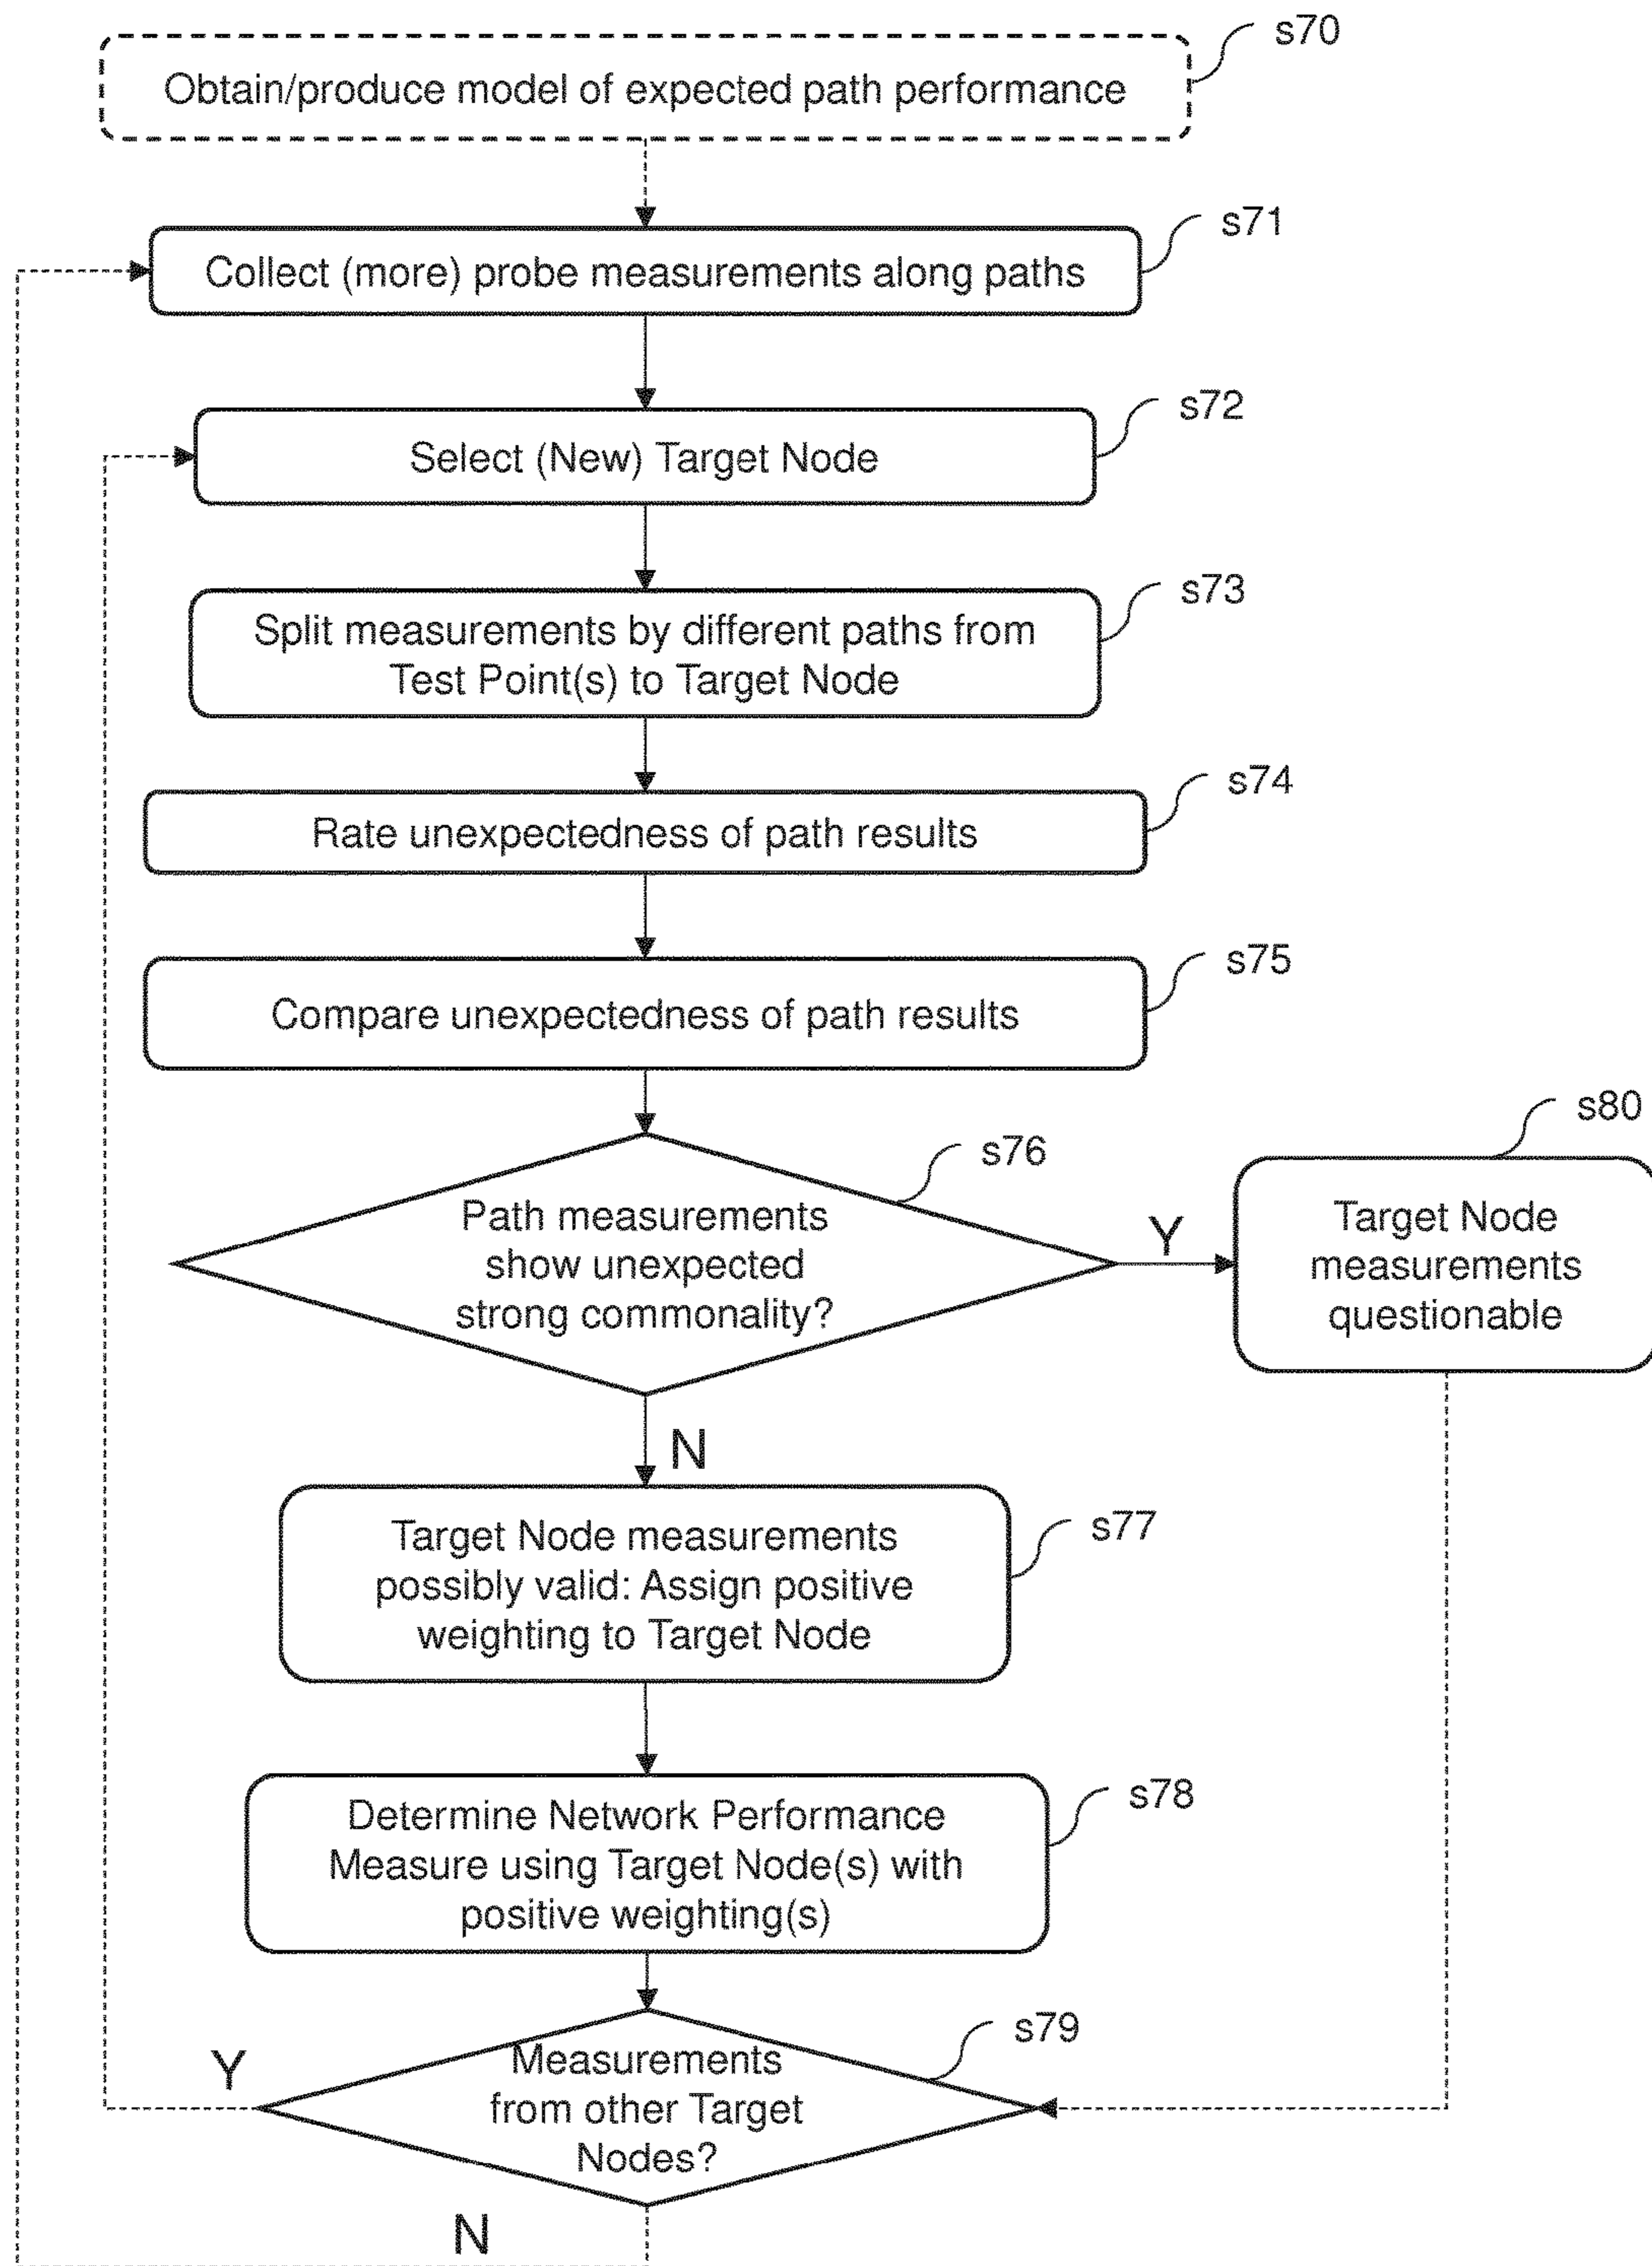 s70
Obtain/produce model of expected path performance
s71
Collect (more) probe measurements along paths
s72
Select (New) Target Node
s73
Split measurements by different paths from
Test Point(s) to Target Node
s74
Rate unexpectedness of path results
s75
Compare unexpectedness of path results
s76
Path measurements
show unexpected
strong commonality?
Y
s80
Target Node
measurements
questionable
N
s77
Target Node measurements
possibly valid: Assign positive
weighting to Target Node
s78
Determine Network Performance
Measure using Target Node(s) with
positive weighting(s)
s79
Measurements
from other Target
Nodes?
Y
N